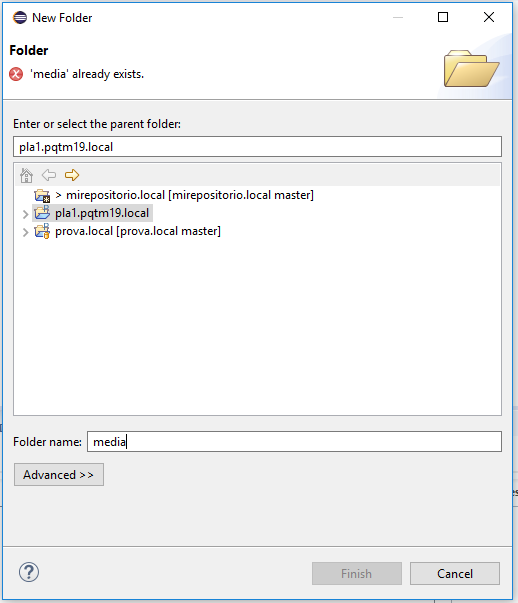 New Folder
Folder
'media' already exists.
Enter or select the parent folder:
pla1.pqtm19.local
> mirepositorio.local [mirepositorio.local master]
pla1.pqtm19.local
prova.local [prova.local master]
Folder name: media
Advanced >>
Finish Cancel